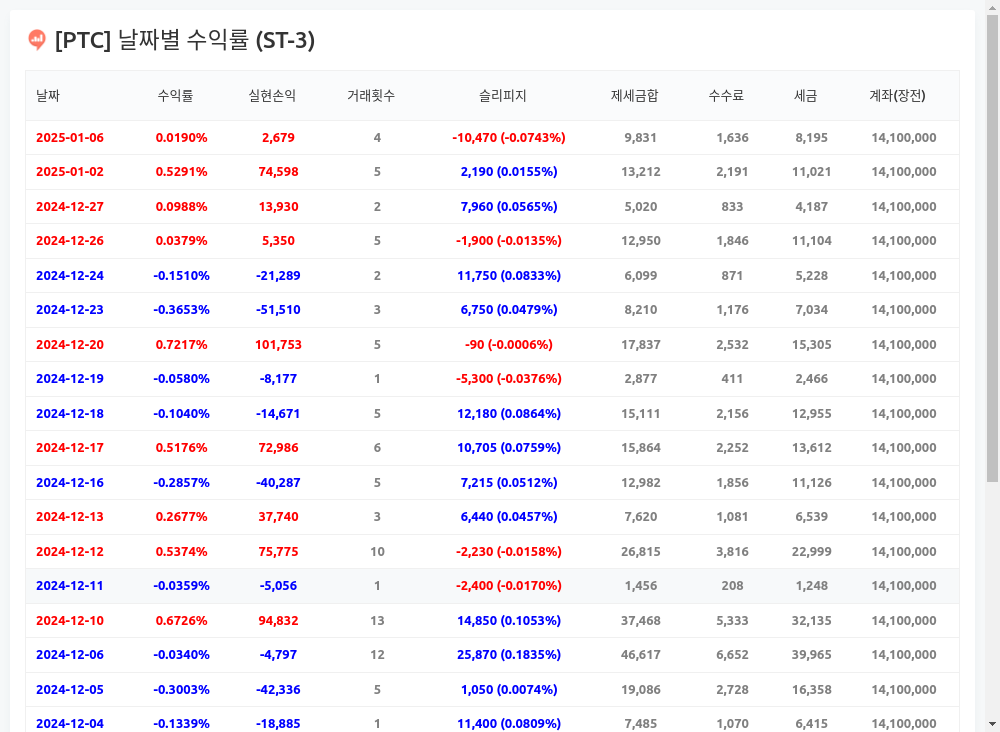 [PTC] 날짜별 수익률 (ST-3)
날짜 수익률 실현손익 거래횟수 슬리피지 제세금합 수수료 세금 계좌(장전)
2025-01-06 0.0190% 2,679 4 -10,470 (-0.0743%) 9,831 1,636 8,195 14,100,000
2025-01-02 0.5291% 74,598 5 2,190 (0.0155%) 13,212 2,191 11,021 14,100,000
2024-12-27 0.0988% 13,930 2 7,960 (0.0565%) 5,020 833 4,187 14,100,000
2024-12-26 0.0379% 5,350 5 -1,900 (-0.0135%) 12,950 1,846 11,104 14,100,000
2024-12-24 -0.1510% -21,289 2 11,750 (0.0833%) 6,099 871 5,228 14,100,000
2024-12-23 -0.3653% -51,510 3 6,750 (0.0479%) 8,210 1,176 7,034 14,100,000
2024-12-20 0.7217% 101,753 5 -90 (-0.0006%) 17,837 2,532 15,305 14,100,000
2024-12-19 -0.0580% -8,177 1 -5,300 (-0.0376%) 2,877 411 2,466 14,100,000
2024-12-18 -0.1040% -14,671 5 12,180 (0.0864%) 15,111 2,156 12,955 14,100,000
2024-12-17 0.5176% 72,986 6 10,705 (0.0759%) 15,864 2,252 13,612 14,100,000
2024-12-16 -0.2857% -40,287 5 7,215 (0.0512%) 12,982 1,856 11,126 14,100,000
2024-12-13 0.2677% 37,740 3 6,440 (0.0457%) 7,620 1,081 6,539 14,100,000
2024-12-12 0.5374% 75,775 10 -2,230 (-0.0158%) 26,815 3,816 22,999 14,100,000
2024-12-11 -0.0359% -5,056 1 -2,400 (-0.0170%) 1,456 208 1,248 14,100,000
2024-12-10 0.6726% 94,832 13 14,850 (0.1053%) 37,468 5,333 32,135 14,100,000
2024-12-06 -0.0340% -4,797 12 25,870 (0.1835%) 46,617 6,652 39,965 14,100,000
2024-12-05 -0.3003% -42,336 5 1,050 (0.0074%) 19,086 2,728 16,358 14,100,000
2024-12-04 -0.1339% -18,885 1 11,400 (0.0809%) 7,485 1,070 6,415 14,100,000